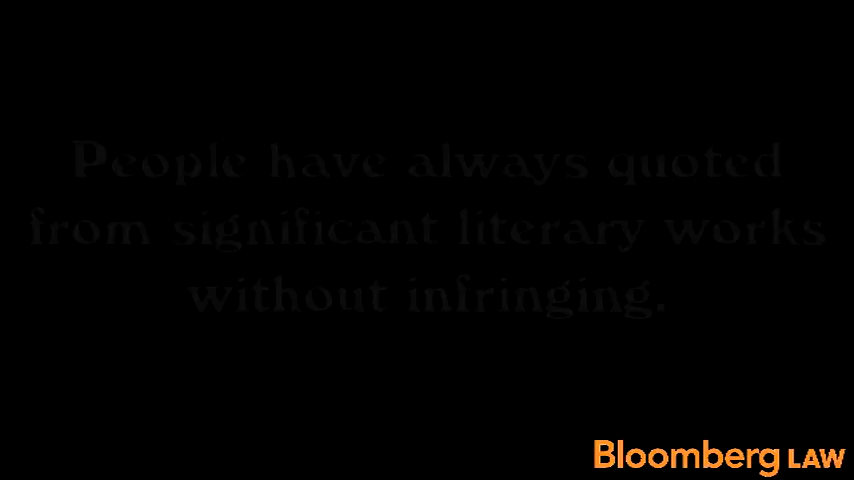 People have always quoted
from significant literary works
without infringing.
Bloomberg LAW